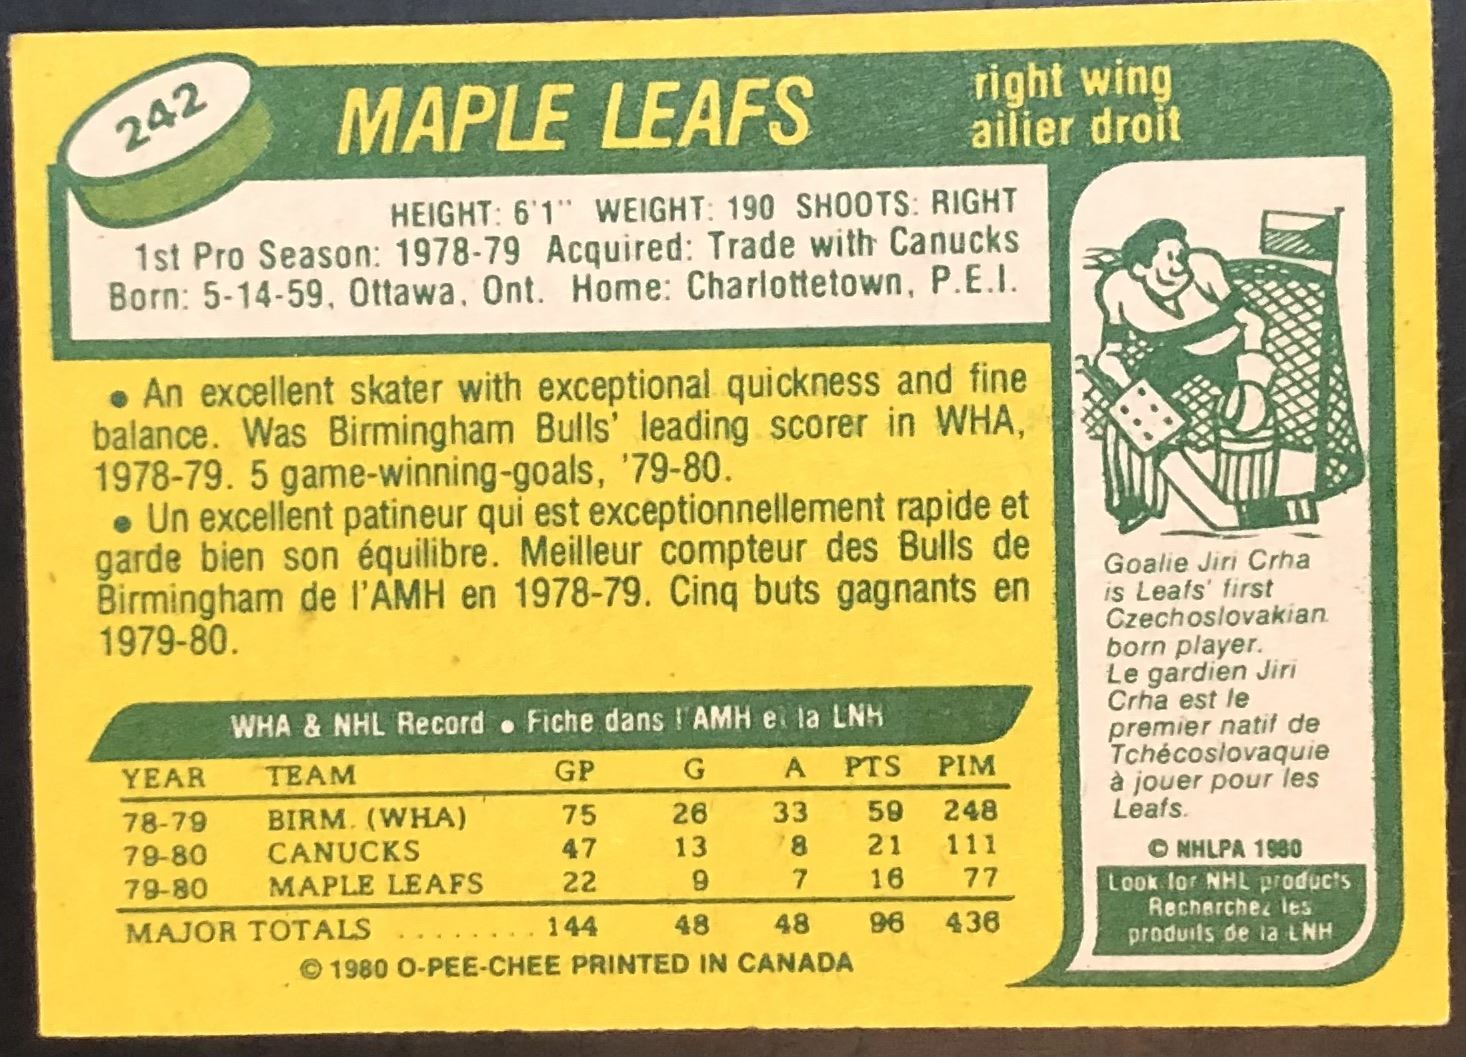 242
MAPLE LEAFS
right wing
ailier droit
HEIGHT: 6'1" WEIGHT: 190 SHOOTS: RIGHT
1st Pro Season: 1978-79 Acquired: Trade with Canucks
Born: 5-14-59, Ottawa, Ont. Home: Charlottetown, P.E.I.
• An excellent skater with exceptional quickness and fine
balance. Was Birmingham Bulls' leading scorer in WHA,
1978-79. 5 game-winning-goals, '79-80.
• Un excellent patineur qui est exceptionnellement rapide et
garde bien son équilibre. Meilleur compteur des Bulls de
Birmingham de l'AMH en 1978-79. Cinq buts gagnants en
1979-80.
WHA & NHL Record • Fiche dans l'AMH et la LNH
YEAR TEAM GP G A PTS PIM
78-79 BIRM. (WHA) 75 26 33 59 248
79-80 CANUCKS 47 13 8 21 111
79-80 MAPLE LEAFS 22 9 7 16 77
MAJOR TOTALS ........ 144 48 48 96 436
© 1980 O-PEE-CHEE PRINTED IN CANADA
Goalie Jiri Crha
is Leafs' first
Czechoslovakian
born player.
Le gardien Jiri
Crha est le
premier natif de
Tchécoslovaquie
à jouer pour les
Leafs.
© NHLPA 1980
Look for NHL products
Recherchez les
produits de la LNH